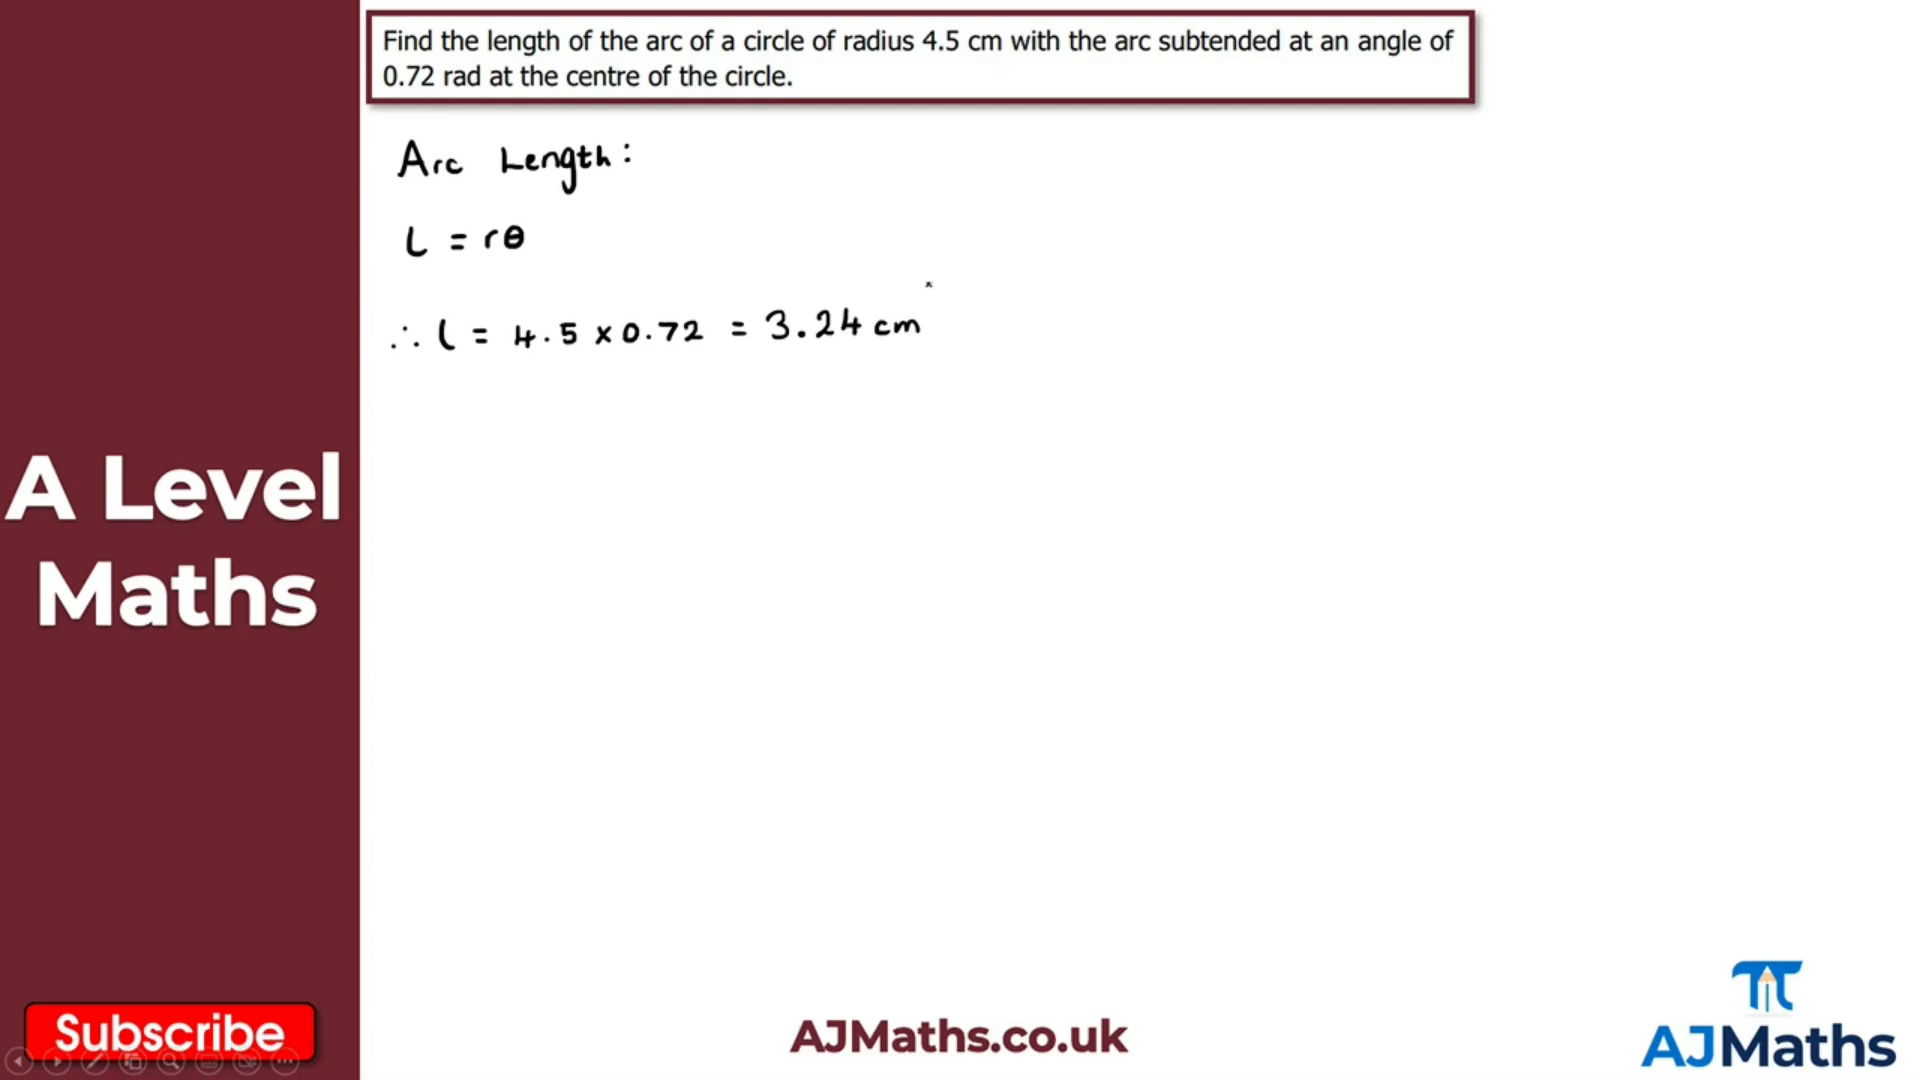 Find the length of the arc of a circle of radius 4.5 cm with the arc subtended at an angle of
0.72 rad at the centre of the circle.
Arc Length:
L = rθ
∴ L = 4.5 × 0.72 = 3.24 cm
A Level
Maths
Subscribe
AJMaths.co.uk
AJMaths